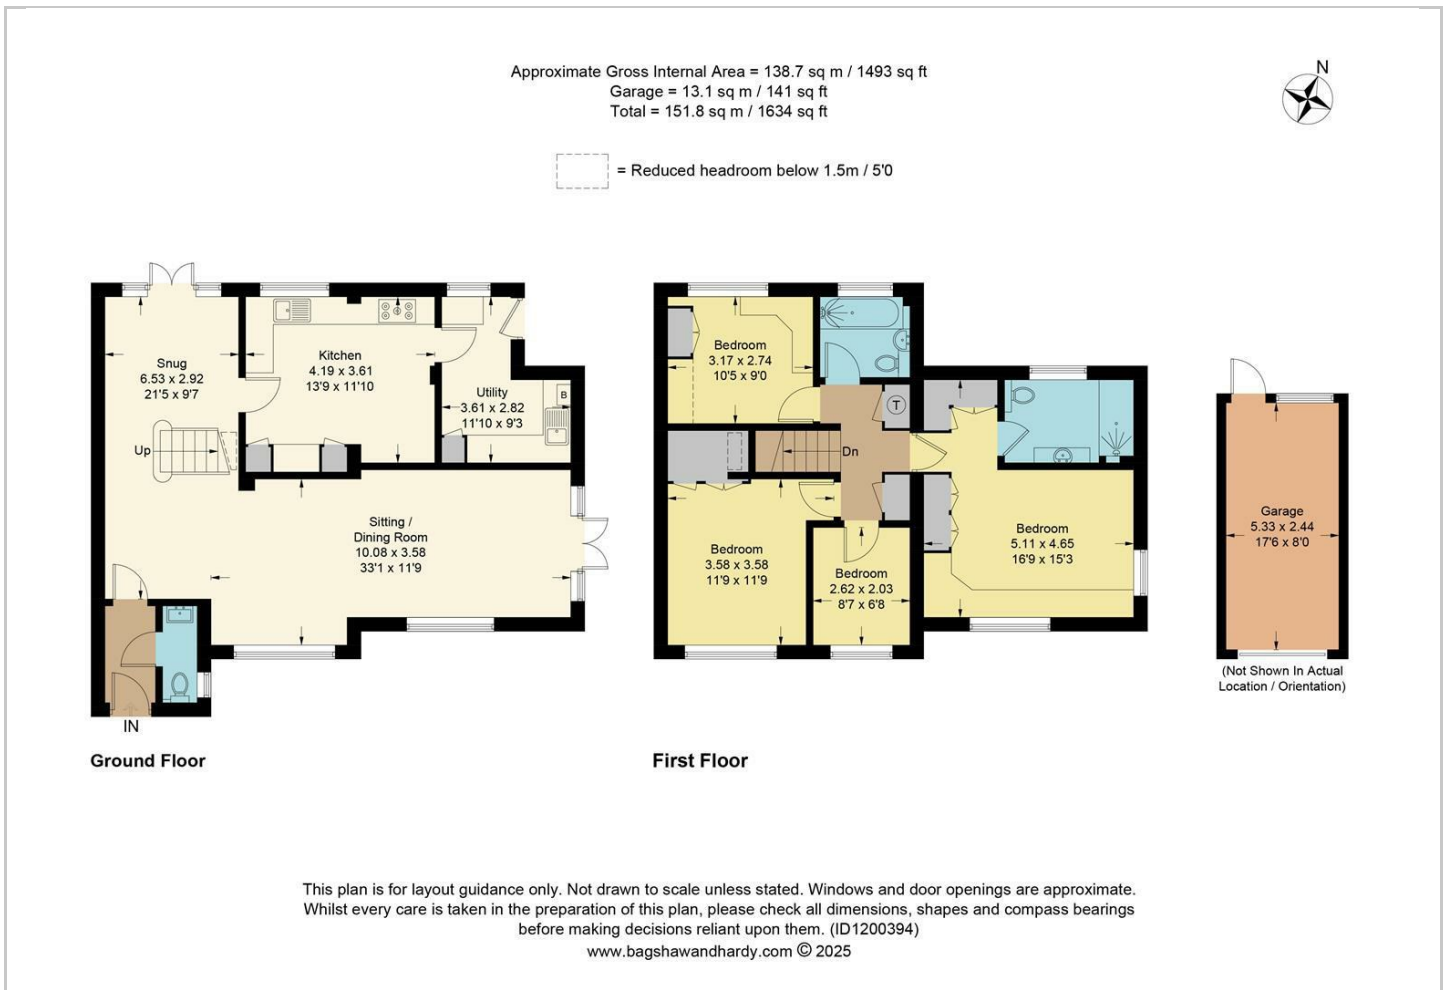 Approximate Gross Internal Area = 138.7 sq m / 1493 sq ft
Garage = 13.1 sq m / 141 sq ft
Total = 151.8 sq m / 1634 sq ft
N
= Reduced headroom below 1.5m / 5'0
Snug
6.53 x 2.92
21'5 x 9'7
Kitchen
4.19 x 3.61
13'9 x 11'10
Utility
3.61 x 2.82
11'10 x 9'3
B
Up
Sitting /
Dining Room
10.08 x 3.58
33'1 x 11'9
IN
Ground Floor
Bedroom
3.17 x 2.74
10'5 x 9'0
T
Dn
Bedroom
3.58 x 3.58
11'9 x 11'9
Bedroom
2.62 x 2.03
8'7 x 6'8
Bedroom
5.11 x 4.65
16'9 x 15'3
First Floor
Garage
5.33 x 2.44
17'6 x 8'0
(Not Shown In Actual
Location / Orientation)
This plan is for layout guidance only. Not drawn to scale unless stated. Windows and door openings are approximate.
Whilst every care is taken in the preparation of this plan, please check all dimensions, shapes and compass bearings
before making decisions reliant upon them. (ID1200394)
www.bagshawandhardy.com © 2025